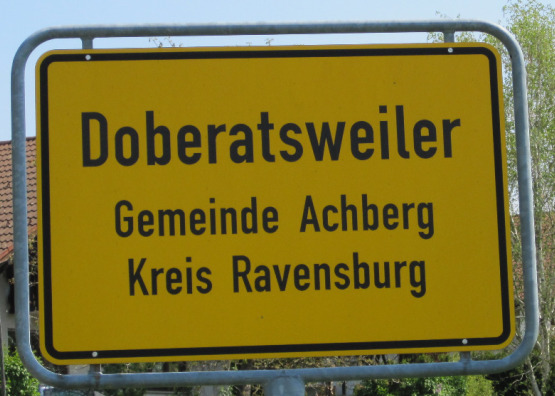 Doberatsweiler
Gemeinde Achberg
Kreis Ravensburg